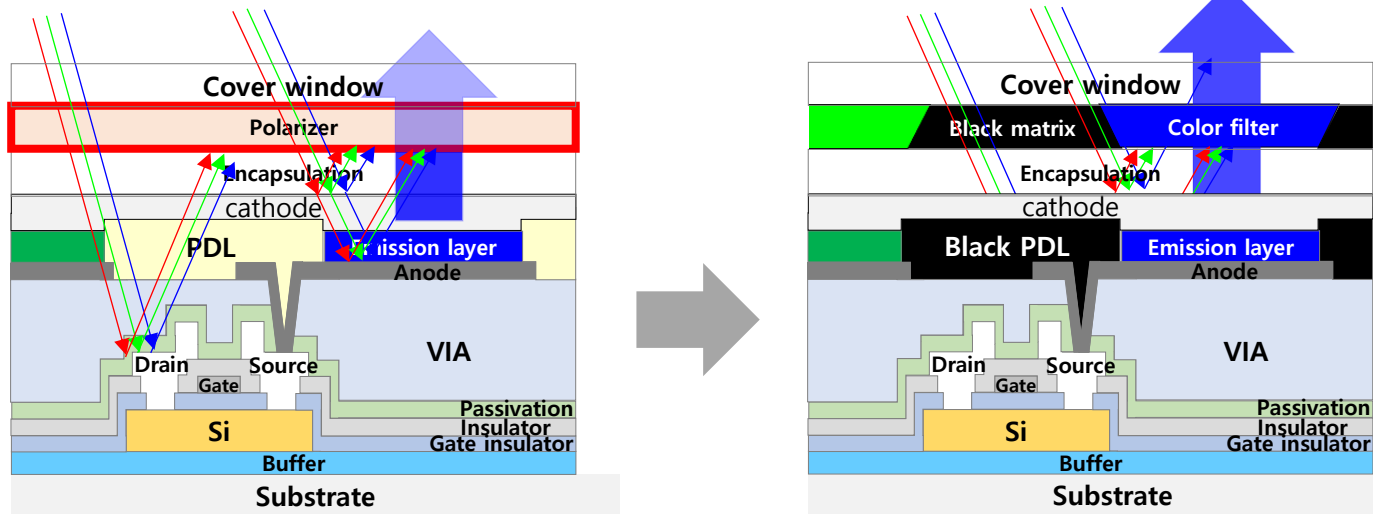 Cover window
Polarizer
Encapsulation
cathode
PDL
Emission layer
Anode
VIA
Drain
Source
Gate
Passivation
Insulator
Si
Gate insulator
Buffer
Substrate
Cover window
Black matrix
Color filter
Encapsulation
cathode
Black PDL
Emission layer
Anode
VIA
Drain
Source
Gate
Passivation
Insulator
Si
Gate insulator
Buffer
Substrate